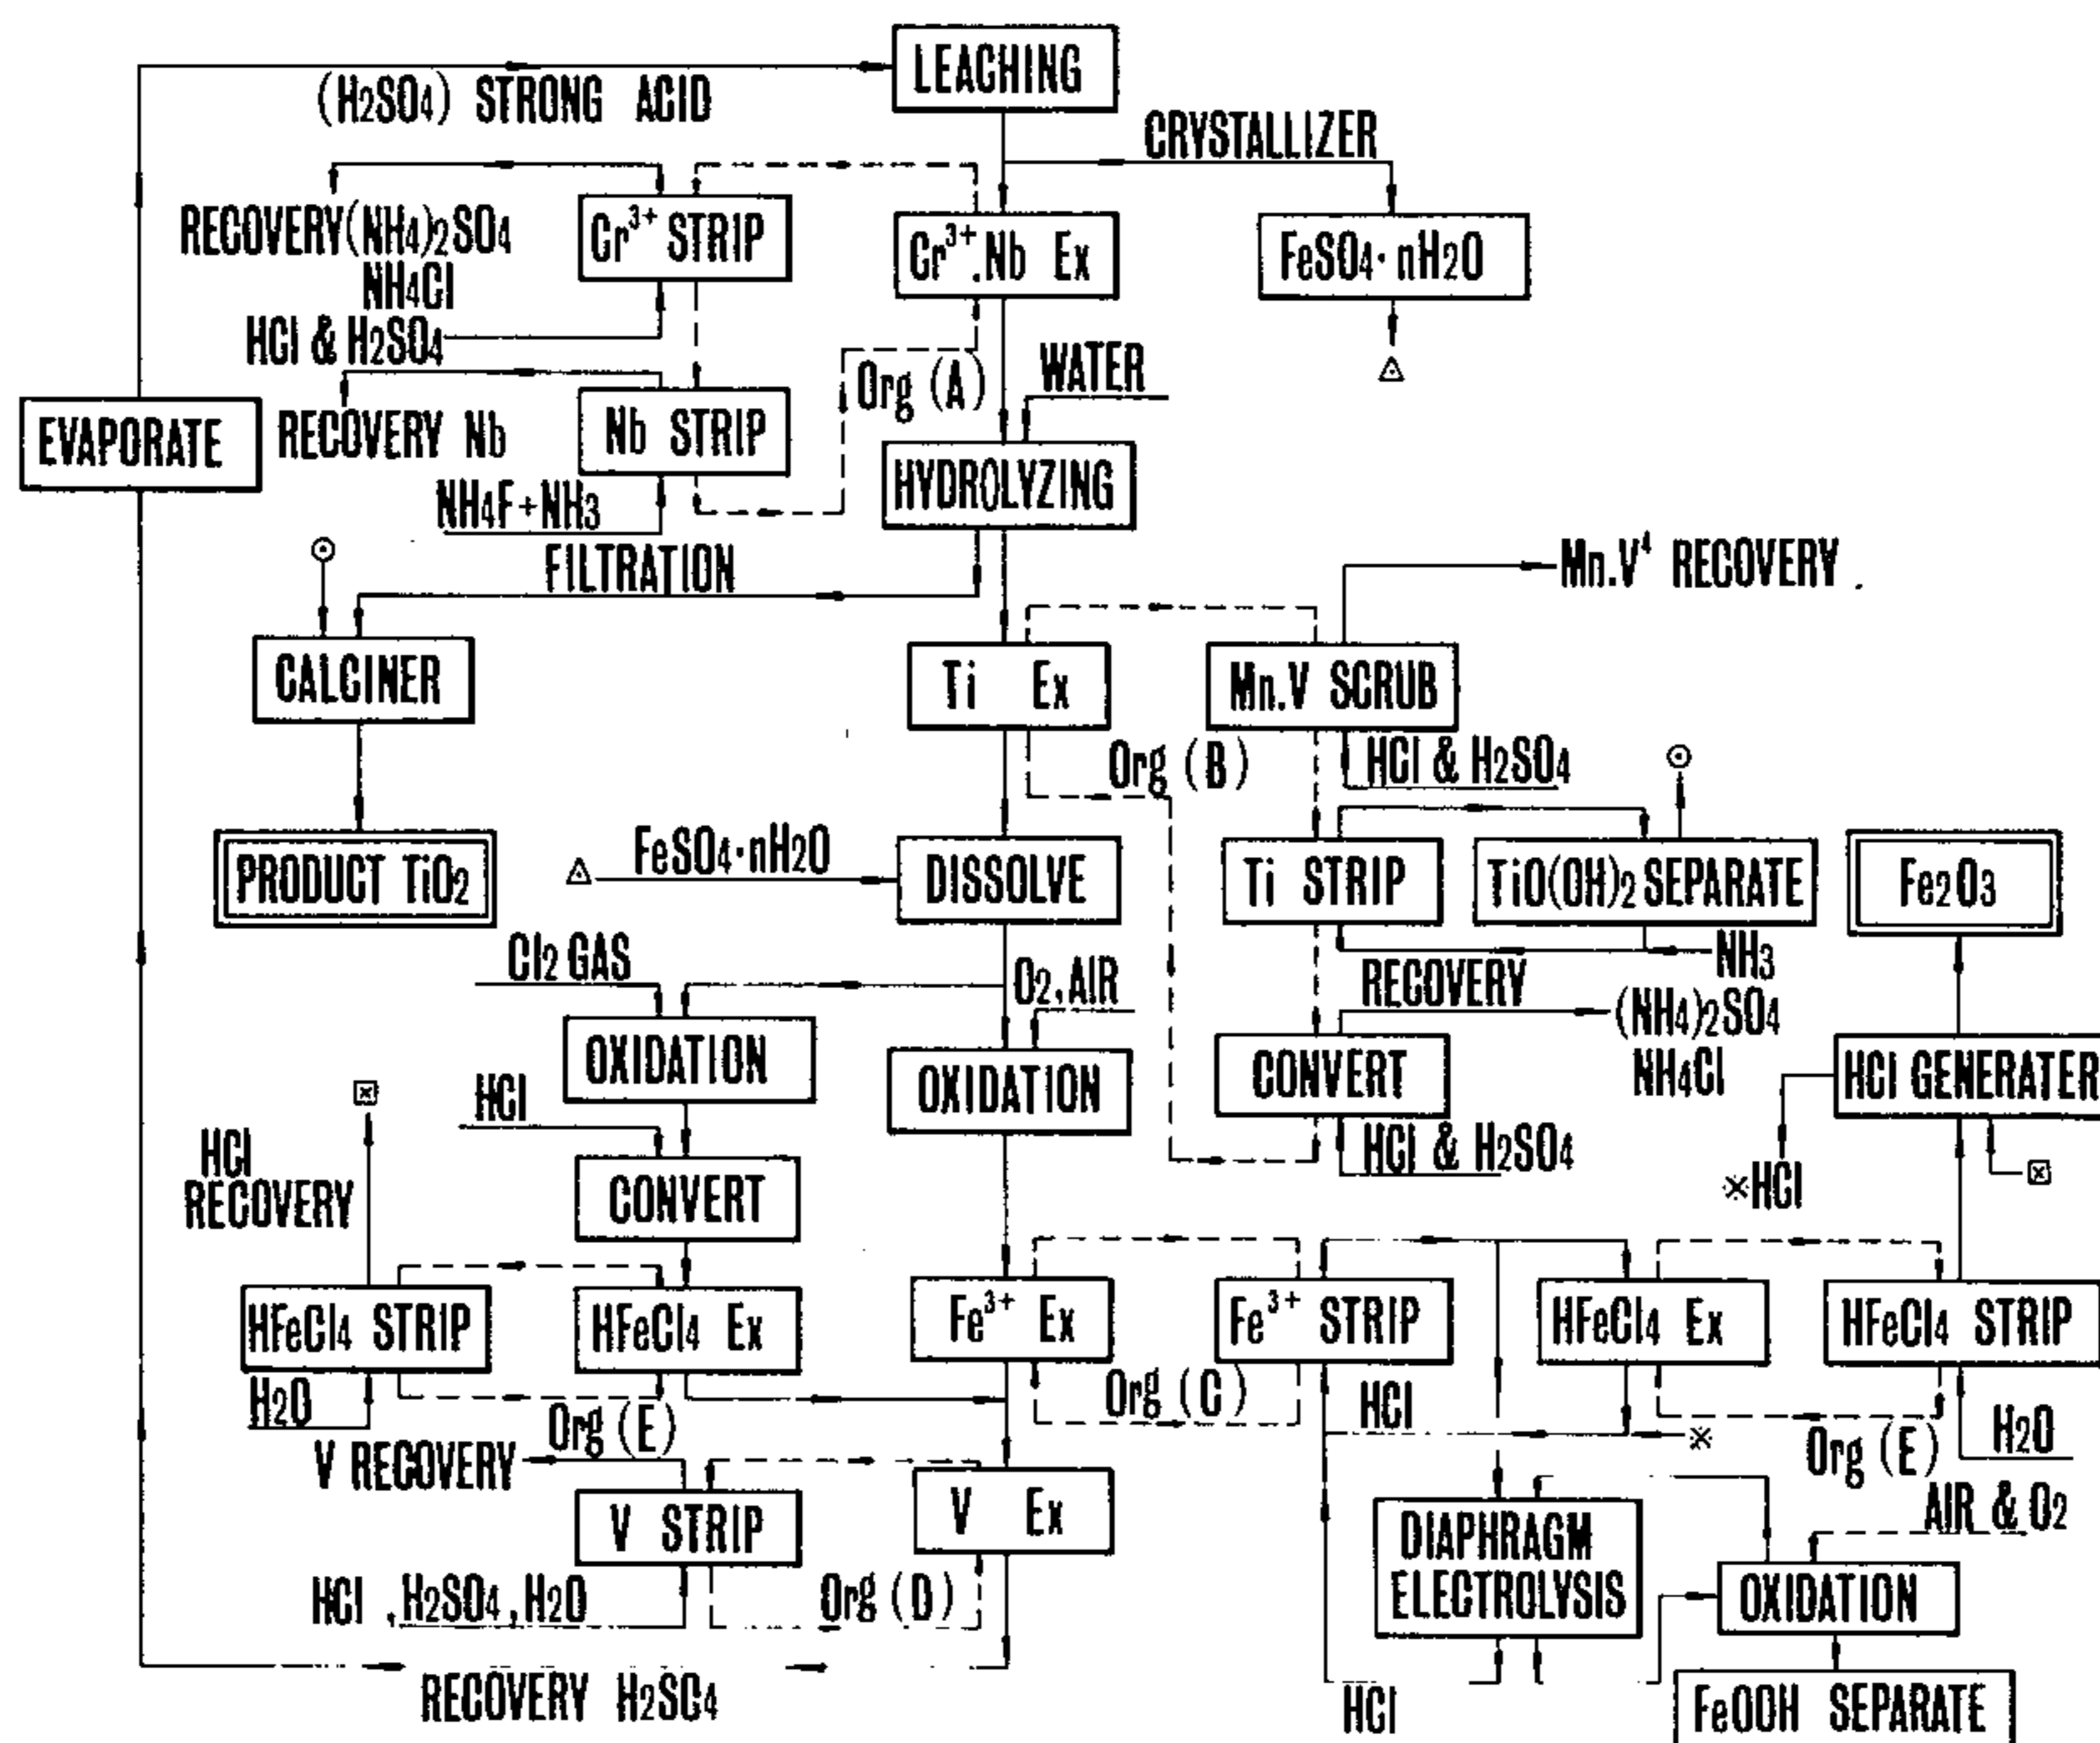 LEACHING
(H2SO4) STRONG ACID
CRYSTALLIZER
RECOVERY(NH4)2SO4
NH4Cl
Cr3+ STRIP
Cr3+.Nb Ex
FeSO4·nH2O
HCl & H2SO4
Org (A)
WATER
EVAPORATE
RECOVERY Nb
Nb STRIP
HYDROLYZING
NH4F+NH3
FILTRATION
Mn.V4 RECOVERY
CALCINER
Ti Ex
Mn.V SCRUB
Org (B)
HCl & H2SO4
PRODUCT TiO2
FeSO4·nH2O
DISSOLVE
Ti STRIP
TiO(OH)2 SEPARATE
Fe2O3
Cl2 GAS
O2.AIR
NH3
RECOVERY
(NH4)2SO4
NH4Cl
OXIDATION
OXIDATION
CONVERT
HCl GENERATER
HCl
HCl & H2SO4
HCl
RECOVERY
CONVERT
※HCl
HFeCl4 STRIP
HFeCl4 Ex
Fe3+ Ex
Fe3+ STRIP
HFeCl4 Ex
HFeCl4 STRIP
H2O
Org (E)
Org (C)
HCl
※
Org (E)
H2O
V RECOVERY
V STRIP
V Ex
DIAPHRAGM
ELECTROLYSIS
AIR & O2
OXIDATION
HCl ,H2SO4 ,H2O
Org (D)
RECOVERY H2SO4
HCl
FeOOH SEPARATE